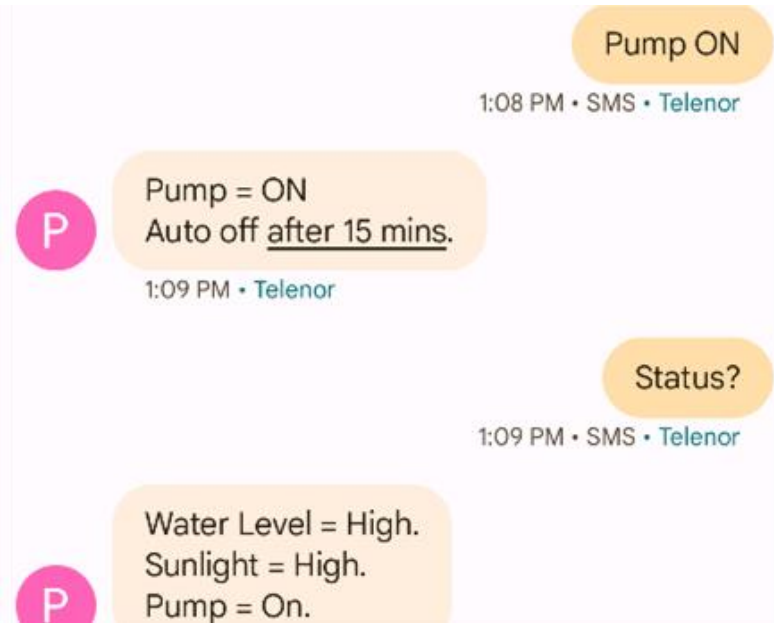 Pump ON
1:08 PM • SMS • Telenor
P
Pump = ON
Auto off after 15 mins.
1:09 PM • Telenor
Status?
1:09 PM • SMS • Telenor
P
Water Level = High.
Sunlight = High.
Pump = On.